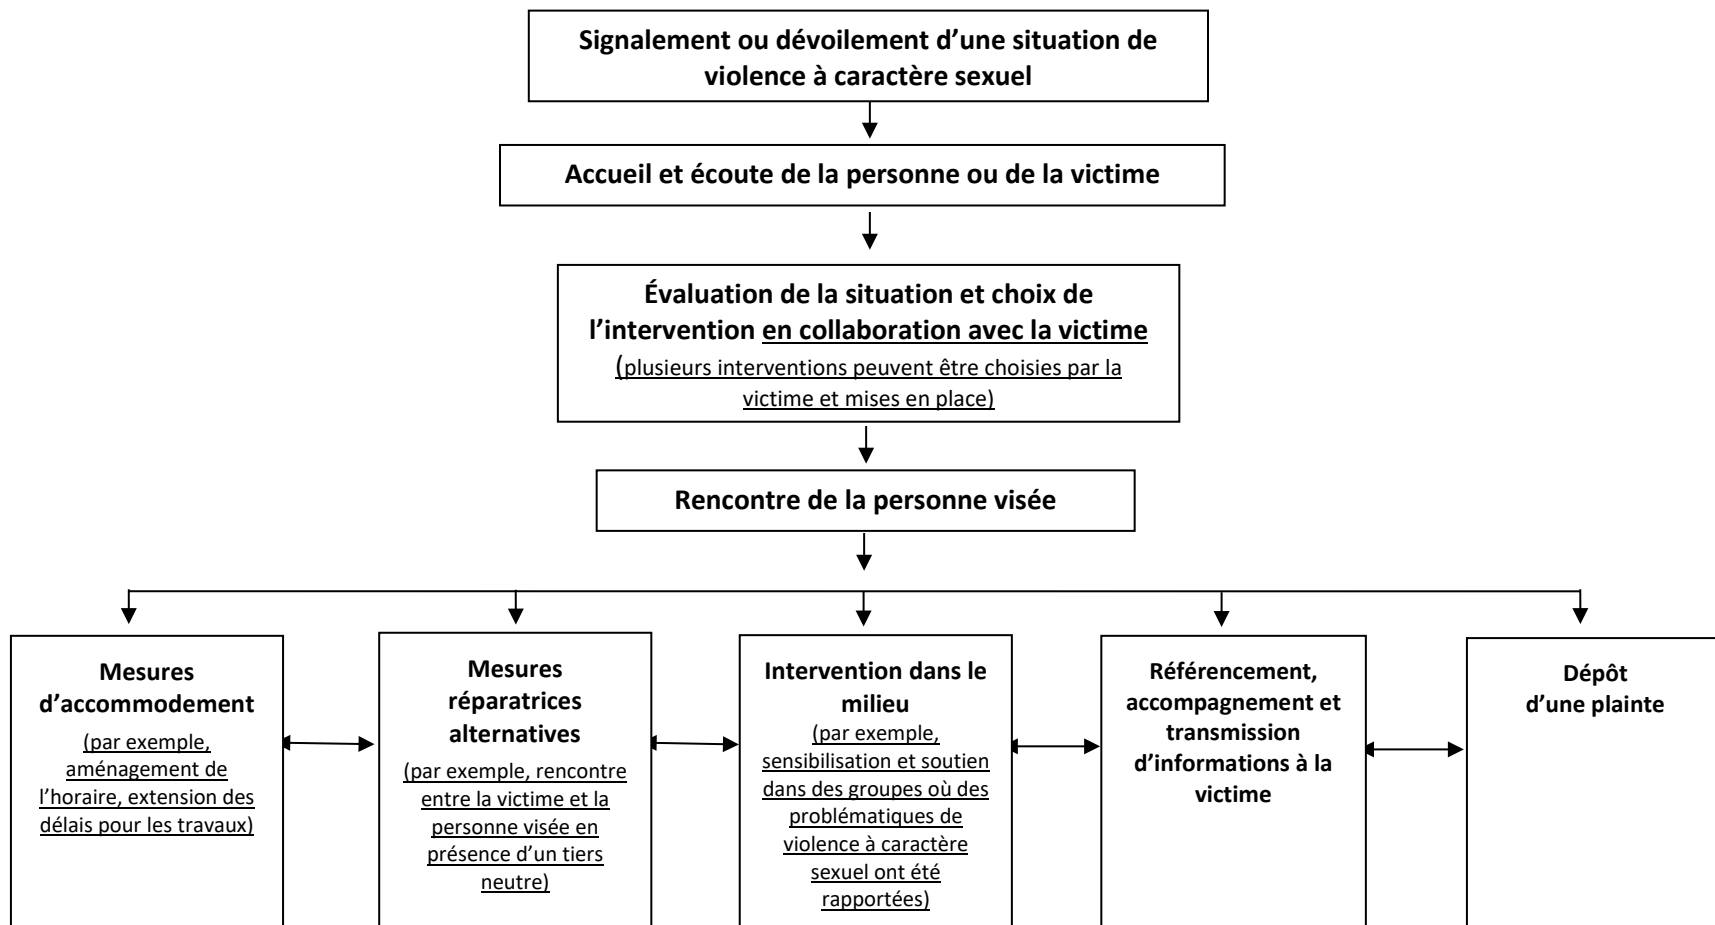 Signalement ou dévoilement d’une situation de
violence à caractère sexuel
Accueil et écoute de la personne ou de la victime
Évaluation de la situation et choix de
l’intervention en collaboration avec la victime
(plusieurs interventions peuvent être choisies par la
victime et mises en place)
Rencontre de la personne visée
Mesures
d’accommodement
(par exemple,
aménagement de
l’horaire, extension des
délais pour les travaux)
Mesures
réparatrices
alternatives
(par exemple, rencontre
entre la victime et la
personne visée en
présence d’un tiers
neutre)
Intervention dans le
milieu
(par exemple,
sensibilisation et soutien
dans des groupes où des
problématiques de
violence à caractère
sexuel ont été
rapportées)
Référencement,
accompagnement et
transmission
d’informations à la
victime
Dépôt
d’une plainte